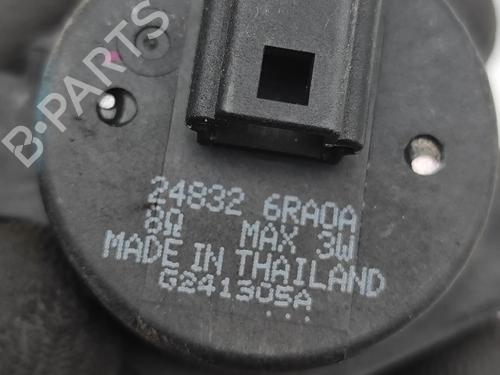 B-PARTS
24832 6RA0A
8Ω MAX 3W
MADE IN THAILAND
G241305A